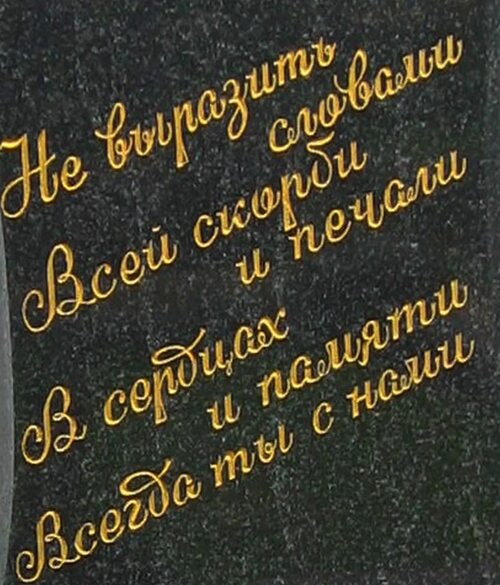 Не выразить
словами
Всей скорби
и печали
В сердцах
и памяти
Всегда ты с нами